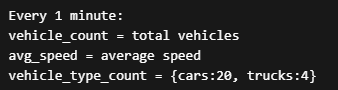 Every 1 minute:
vehicle_count = total vehicles
avg_speed = average speed
vehicle_type_count = {cars:20, trucks:4}